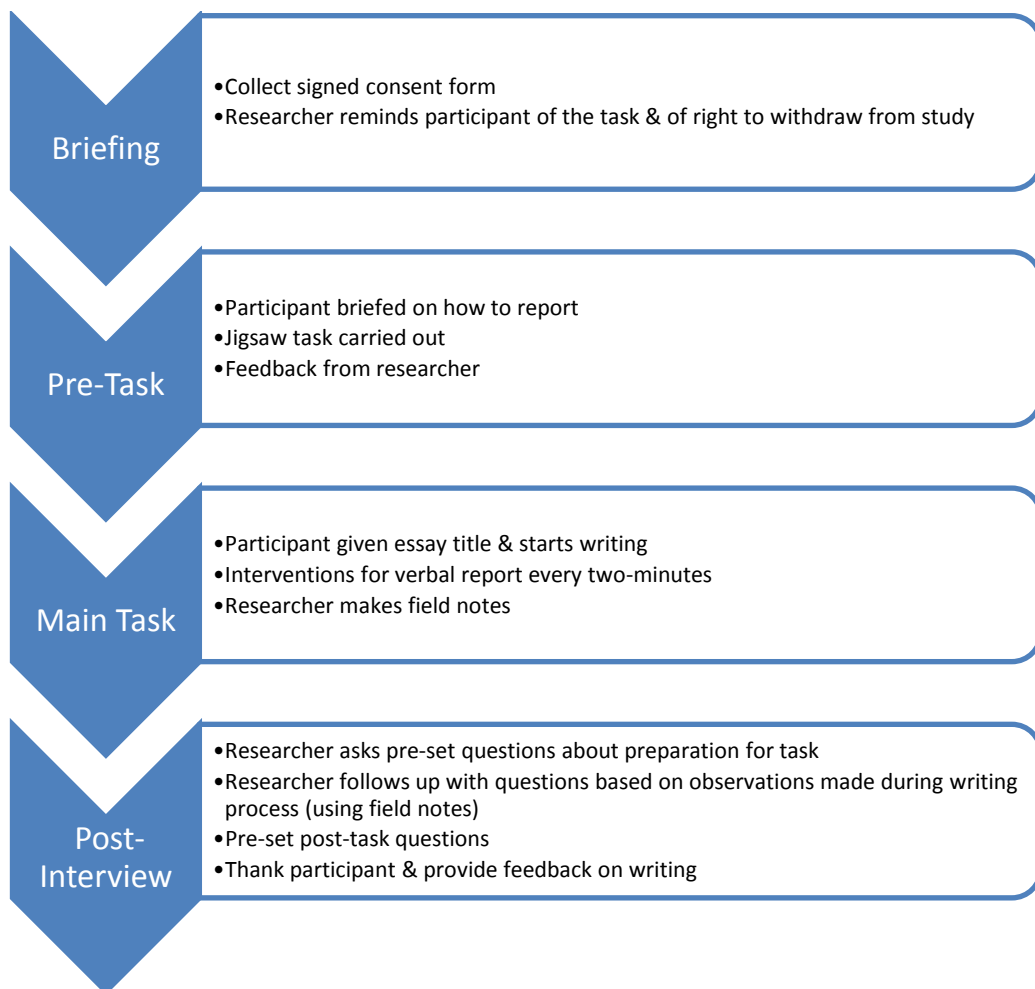 Briefing
•Collect signed consent form
•Researcher reminds participant of the task & of right to withdraw from study
Pre-Task
•Participant briefed on how to report
•Jigsaw task carried out
•Feedback from researcher
Main Task
•Participant given essay title & starts writing
•Interventions for verbal report every two-minutes
•Researcher makes field notes
Post-
Interview
•Researcher asks pre-set questions about preparation for task
•Researcher follows up with questions based on observations made during writing
process (using field notes)
•Pre-set post-task questions
•Thank participant & provide feedback on writing